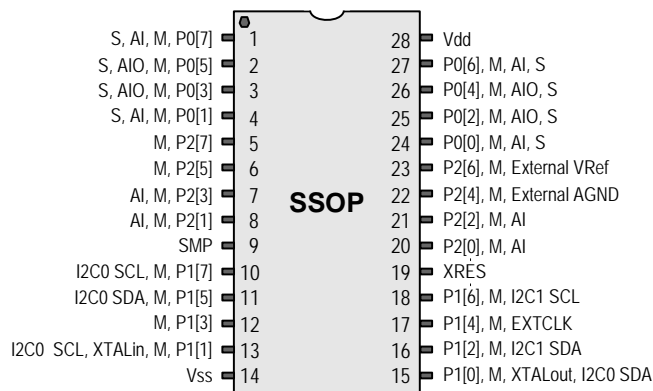 S, AI, M, P0[7] 1 28 Vdd
S, AIO, M, P0[5] 2 27 P0[6], M, AI, S
S, AIO, M, P0[3] 3 26 P0[4], M, AIO, S
S, AI, M, P0[1] 4 25 P0[2], M, AIO, S
M, P2[7] 5 24 P0[0], M, AI, S
M, P2[5] 6 23 P2[6], M, External VRef
AI, M, P2[3] 7 SSOP 22 P2[4], M, External AGND
AI, M, P2[1] 8 21 P2[2], M, AI
SMP 9 20 P2[0], M, AI
I2C0 SCL, M, P1[7] 10 19 XRES
I2C0 SDA, M, P1[5] 11 18 P1[6], M, I2C1 SCL
M, P1[3] 12 17 P1[4], M, EXTCLK
I2C0 SCL, XTALin, M, P1[1] 13 16 P1[2], M, I2C1 SDA
Vss 14 15 P1[0], M, XTALout, I2C0 SDA